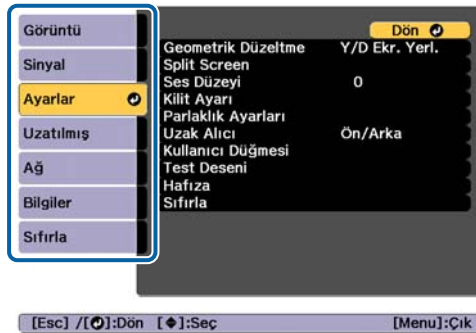 Görüntü
Sinyal
Ayarlar
Uzatılmış
Ağ
Bilgiler
Sıfırla
Dön
Geometrik Düzeltme Y/D Ekr. Yerl.
Split Screen
Ses Düzeyi 0
Kilit Ayarı
Parlaklık Ayarları
Uzak Alıcı Ön/Arka
Kullanıcı Düğmesi
Test Deseni
Hafıza
Sıfırla
[Esc] /[]:Dön []:Seç [Menu]:Çık